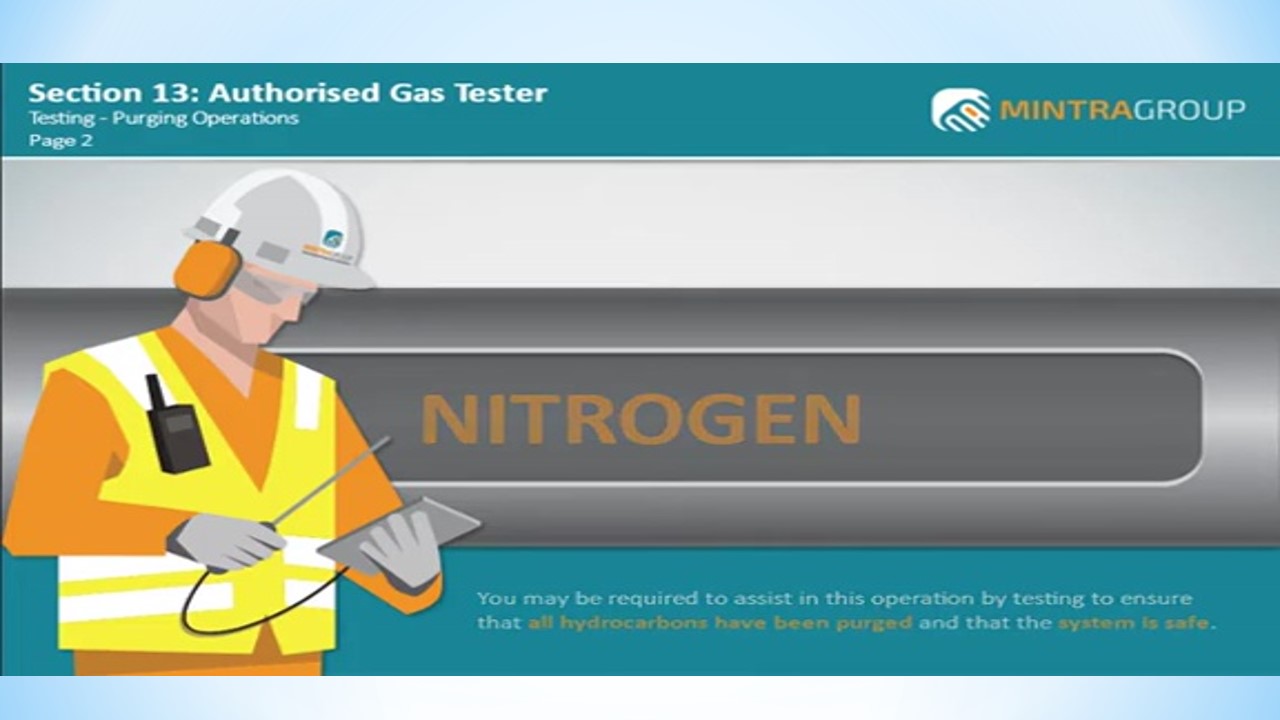 Section 13: Authorised Gas Tester
Testing - Purging Operations
Page 2
MINTRAGROUP
NITROGEN
You may be required to assist in this operation by testing to ensure
that all hydrocarbons have been purged and that the system is safe.